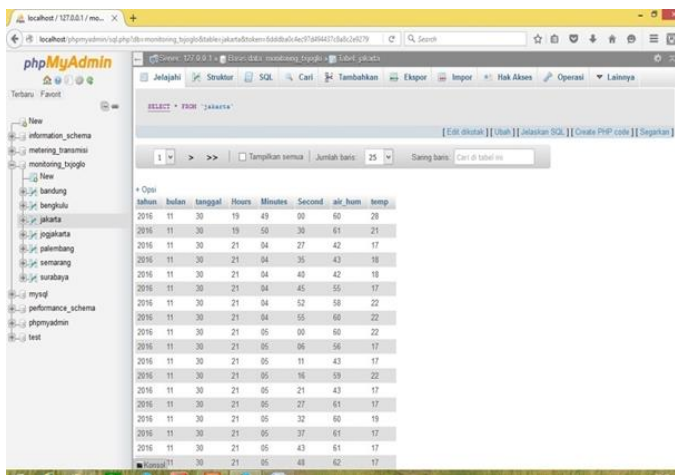 localhost / 127.0.0.1 / mo...
Search
phpMyAdmin
Terbaru Favorit
New
information_schema
metering_transmisi
monitoring_txjoglo
New
bandung
bengkulu
jakarta
jogjakarta
palembang
semarang
surabaya
mysql
performance_schema
phpmyadmin
test
Server: 127.0.0.1 » Basis data: monitoring_txjoglo » Tabel: jakarta
Jelajahi Struktur SQL Cari Tambahkan Ekspor Impor Hak Akses Operasi Lainnya
SELECT * FROM `jakarta`
[ Edit dikotak ] [ Ubah ] [ Jelaskan SQL ] [ Create PHP code ] [ Segarkan ]
1 > >> Tampilkan semua Jumlah baris: 25 Saring baris: Cari di tabel ini
+ Opsi
tahun bulan tanggal Hours Minutes Second air_hum temp
2016 11 30 19 49 00 60 28
2016 11 30 19 50 30 61 21
2016 11 30 21 04 27 42 17
2016 11 30 21 04 35 43 18
2016 11 30 21 04 40 42 18
2016 11 30 21 04 45 55 17
2016 11 30 21 04 52 58 22
2016 11 30 21 04 55 60 22
2016 11 30 21 05 00 60 22
2016 11 30 21 05 06 56 17
2016 11 30 21 05 11 43 17
2016 11 30 21 05 16 59 22
2016 11 30 21 05 21 43 17
2016 11 30 21 05 27 61 17
2016 11 30 21 05 32 60 19
2016 11 30 21 05 37 61 17
2016 11 30 21 05 43 61 17
Konsol 11 30 21 05 48 62 17